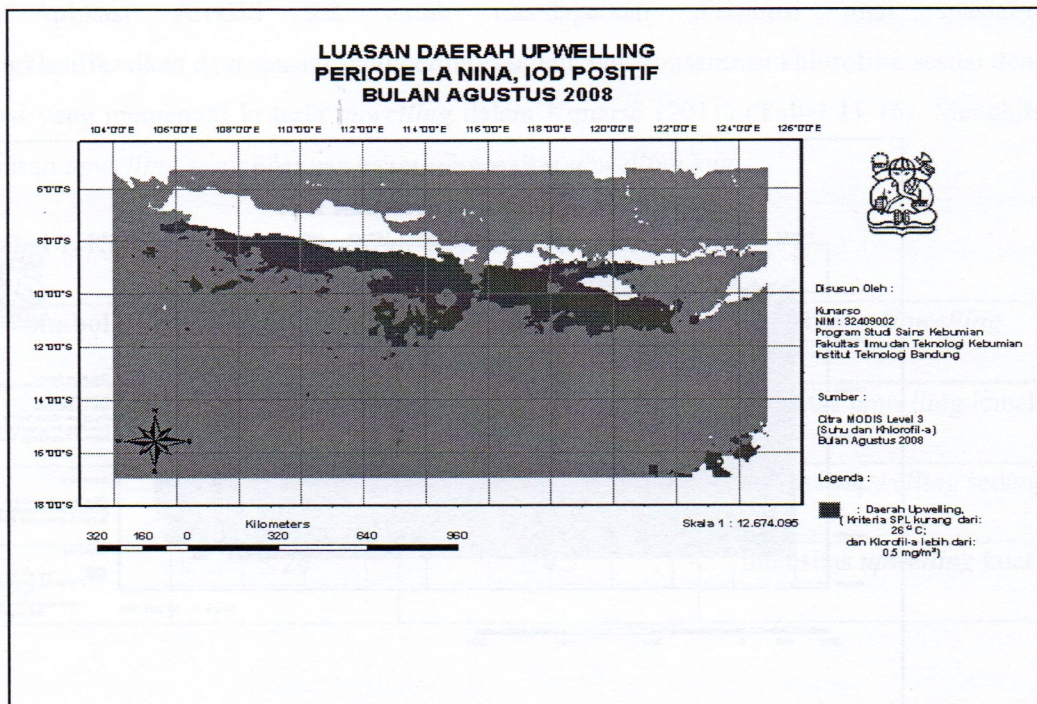 LUASAN DAERAH UPWELLING
PERIODE LA NINA, IOD POSITIF
BULAN AGUSTUS 2008
104°00'E 106°00'E 108°00'E 110°00'E 112°00'E 114°00'E 116°00'E 118°00'E 120°00'E 122°00'E 124°00'E 126°00'E
6°00'S
8°00'S
10°00'S
12°00'S
14°00'S
16°00'S
18°00'S
Disusun Oleh :
Kunarso
NIM : 32409002
Program Studi Sains Kebumian
Fakultas Ilmu dan Teknologi Kebumian
Institut Teknologi Bandung
Sumber :
Citra MODIS Level 3
(Suhu dan Khlorofil-a)
Bulan Agustus 2008
Legenda :
: Daerah Upwelling,
( Kriteria SPL kurang dari:
26°C;
dan Klorofil-a lebih dari:
0.5 mg/m³)
Kilometers
Skala 1 : 12.674.095
320 160 0 320 640 960